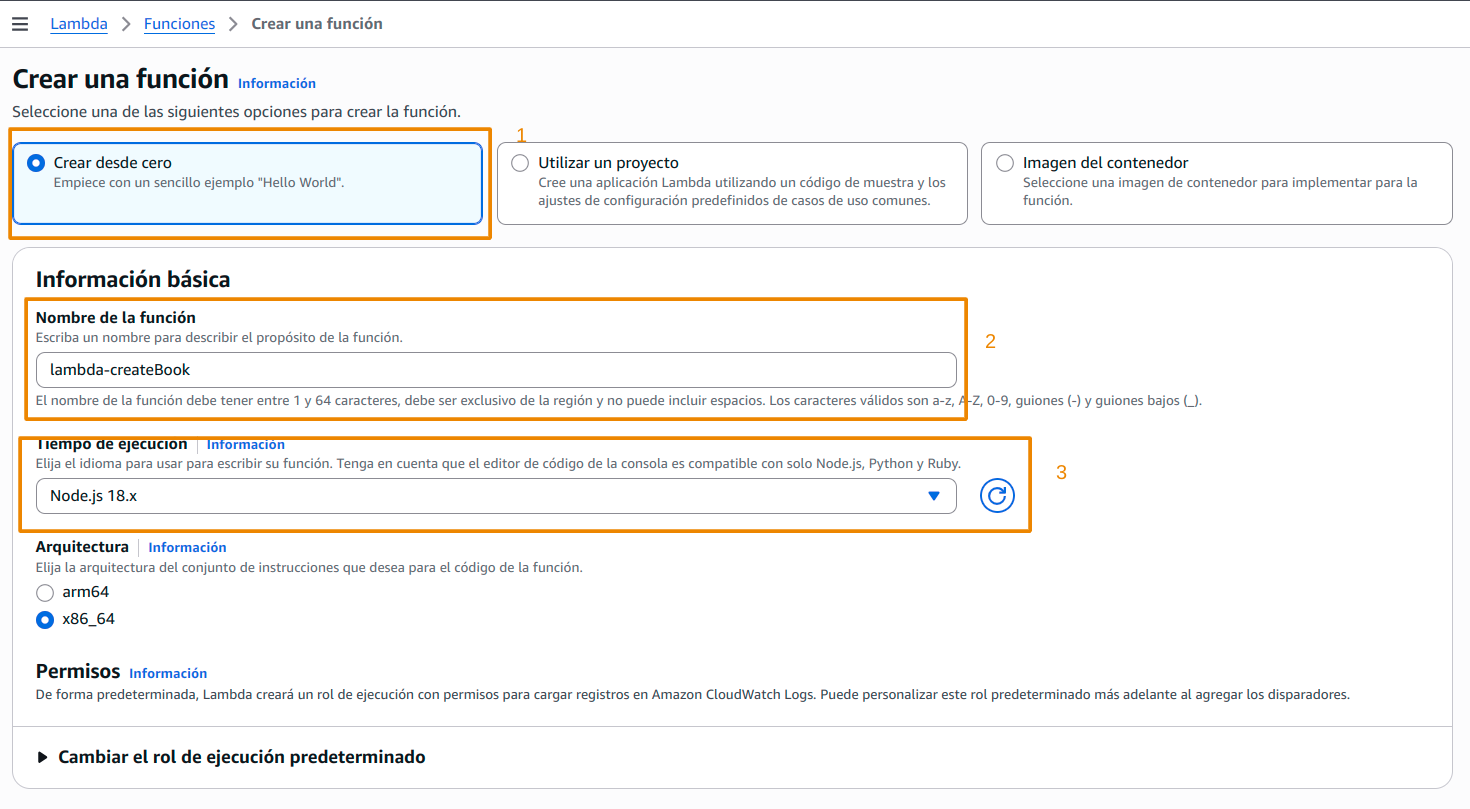 Lambda > Funciones > Crear una función
Crear una función Información
Seleccione una de las siguientes opciones para crear la función.
1
Crear desde cero
Empiece con un sencillo ejemplo "Hello World".
Utilizar un proyecto
Cree una aplicación Lambda utilizando un código de muestra y los
ajustes de configuración predefinidos de casos de uso comunes.
Imagen del contenedor
Seleccione una imagen de contenedor para implementar para la
función.
Información básica
Nombre de la función
Escriba un nombre para describir el propósito de la función.
2
lambda-createBook
El nombre de la función debe tener entre 1 y 64 caracteres, debe ser exclusivo de la región y no puede incluir espacios. Los caracteres válidos son a-z, A-Z, 0-9, guiones (-) y guiones bajos (_).
Tiempo de ejecución Información
Elija el idioma para usar para escribir su función. Tenga en cuenta que el editor de código de la consola es compatible con solo Node.js, Python y Ruby.
3
Node.js 18.x
Arquitectura Información
Elija la arquitectura del conjunto de instrucciones que desea para el código de la función.
arm64
x86_64
Permisos Información
De forma predeterminada, Lambda creará un rol de ejecución con permisos para cargar registros en Amazon CloudWatch Logs. Puede personalizar este rol predeterminado más adelante al agregar los disparadores.
Cambiar el rol de ejecución predeterminado